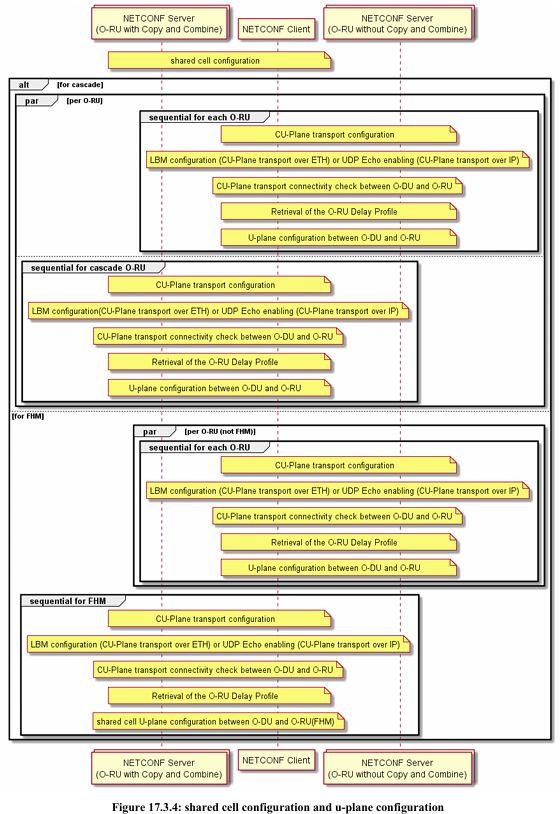 NETCONF Server
(O-RU with Copy and Combine)
NETCONF Client
NETCONF Server
(O-RU without Copy and Combine)
shared cell configuration
alt
[for cascade]
par
[per O-RU]
sequential for each O-RU
CU-Plane transport configuration
LBM configuration (CU-Plane transport over ETH) or UDP Echo enabling (CU-Plane transport over IP)
CU-Plane transport connectivity check between O-DU and O-RU
Retrieval of the O-RU Delay Profile
U-plane configuration between O-DU and O-RU
sequential for cascade O-RU
CU-Plane transport configuration
LBM configuration(CU-Plane transport over ETH) or UDP Echo enabling (CU-Plane transport over IP)
CU-Plane transport connectivity check between O-DU and O-RU
Retrieval of the O-RU Delay Profile
U-plane configuration between O-DU and O-RU
[for FHM]
par
[per O-RU (not FHM)]
sequential for each O-RU
CU-Plane transport configuration
LBM configuration (CU-Plane transport over ETH) or UDP Echo enabling (CU-Plane transport over IP)
CU-Plane transport connectivity check between O-DU and O-RU
Retrieval of the O-RU Delay Profile
U-plane configuration between O-DU and O-RU
sequential for FHM
CU-Plane transport configuration
LBM configuration (CU-Plane transport over ETH) or UDP Echo enabling (CU-Plane transport over IP)
CU-Plane transport connectivity check between O-DU and O-RU
Retrieval of the O-RU Delay Profile
shared cell U-plane configuration between O-DU and O-RU(FHM)
NETCONF Server
(O-RU with Copy and Combine)
NETCONF Client
NETCONF Server
(O-RU without Copy and Combine)
Figure 17.3.4: shared cell configuration and u-plane configuration